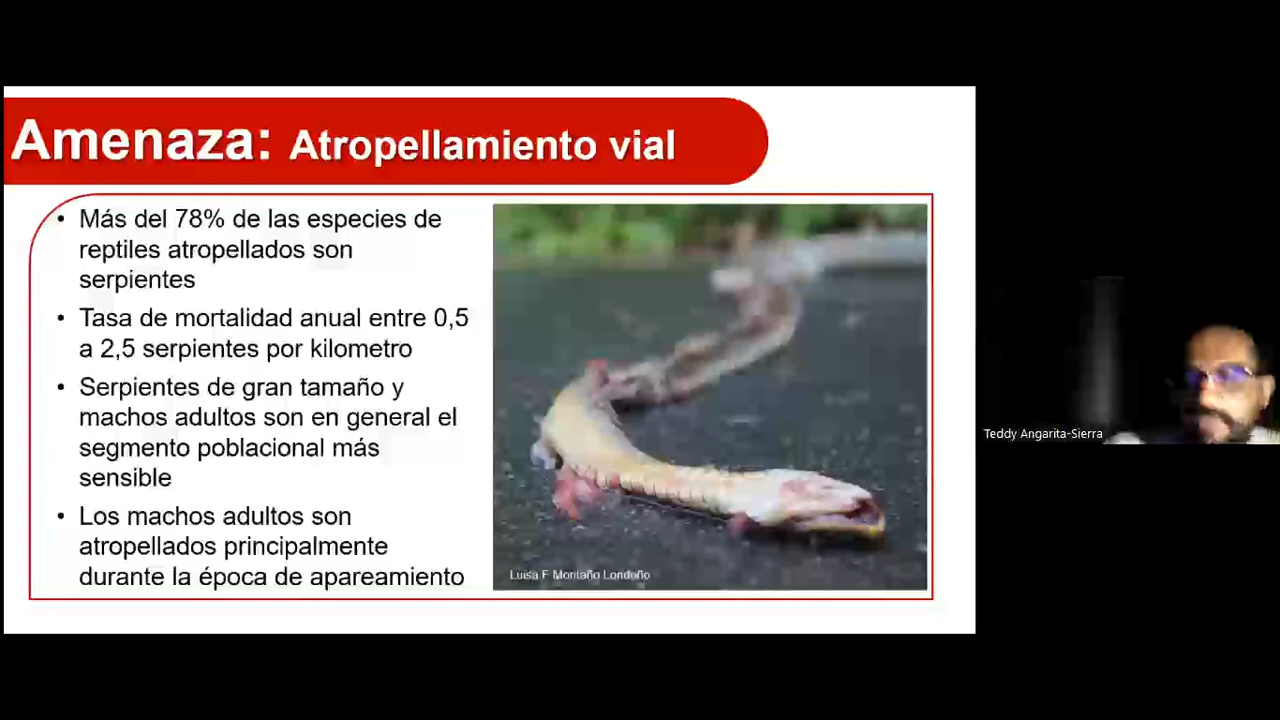 Amenaza: Atropellamiento vial
• Más del 78% de las especies de
reptiles atropellados son
serpientes
• Tasa de mortalidad anual entre 0,5
a 2,5 serpientes por kilometro
• Serpientes de gran tamaño y
machos adultos son en general el
segmento poblacional más
sensible
• Los machos adultos son
atropellados principalmente
durante la época de apareamiento
Luisa F Montaño Londoño
Teddy Angarita-Sierra